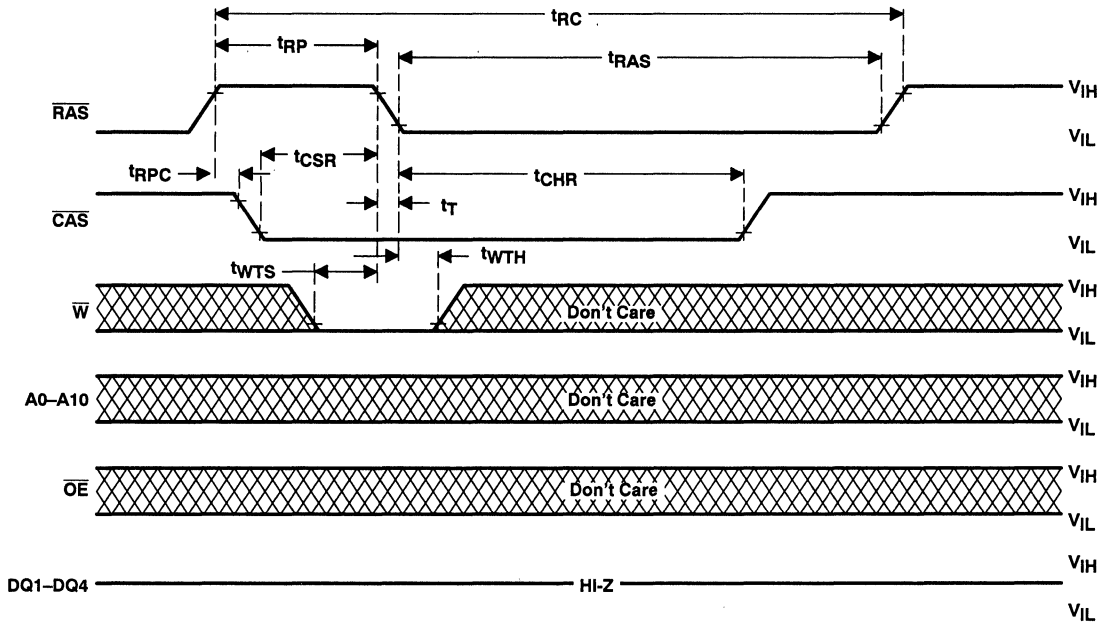 tRC
tRP
tRAS
RAS
VIH
VIL
tCSR
tRPC
tCHR
CAS
VIH
tT
VIL
tWTS
tWTH
W
VIH
Don't Care
VIL
A0–A10
VIH
Don't Care
VIL
OE
VIH
Don't Care
VIL
DQ1–DQ4
VIH
HI-Z
VIL